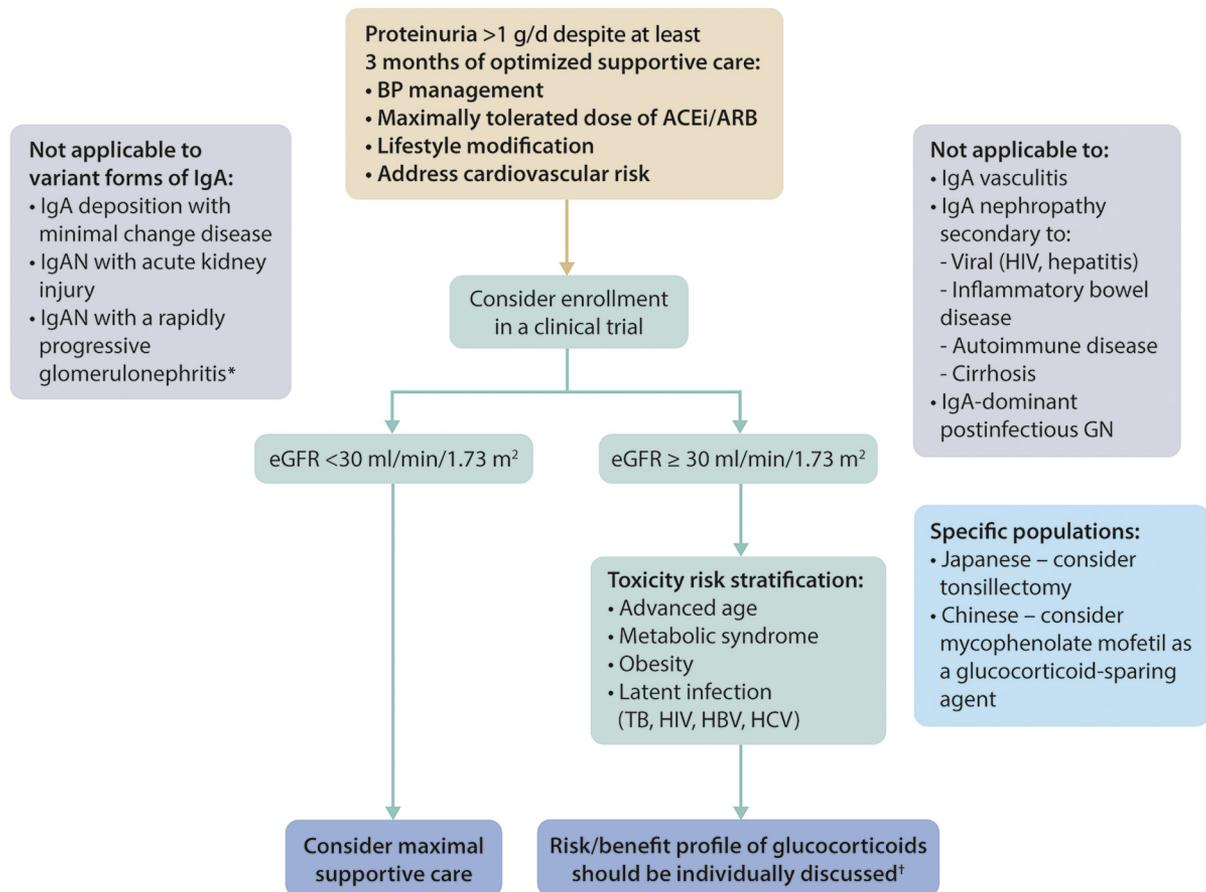 Proteinuria >1 g/d despite at least
3 months of optimized supportive care:
• BP management
• Maximally tolerated dose of ACEi/ARB
• Lifestyle modification
• Address cardiovascular risk
Not applicable to
variant forms of IgA:
• IgA deposition with
minimal change disease
• IgAN with acute kidney
injury
• IgAN with a rapidly
progressive
glomerulonephritis*
Not applicable to:
• IgA vasculitis
• IgA nephropathy
secondary to:
- Viral (HIV, hepatitis)
- Inflammatory bowel
disease
- Autoimmune disease
- Cirrhosis
• IgA-dominant
postinfectious GN
Consider enrollment
in a clinical trial
eGFR <30 ml/min/1.73 m²
eGFR ≥ 30 ml/min/1.73 m²
Specific populations:
• Japanese – consider
tonsillectomy
• Chinese – consider
mycophenolate mofetil as
a glucocorticoid-sparing
agent
Toxicity risk stratification:
• Advanced age
• Metabolic syndrome
• Obesity
• Latent infection
(TB, HIV, HBV, HCV)
Consider maximal
supportive care
Risk/benefit profile of glucocorticoids
should be individually discussed†